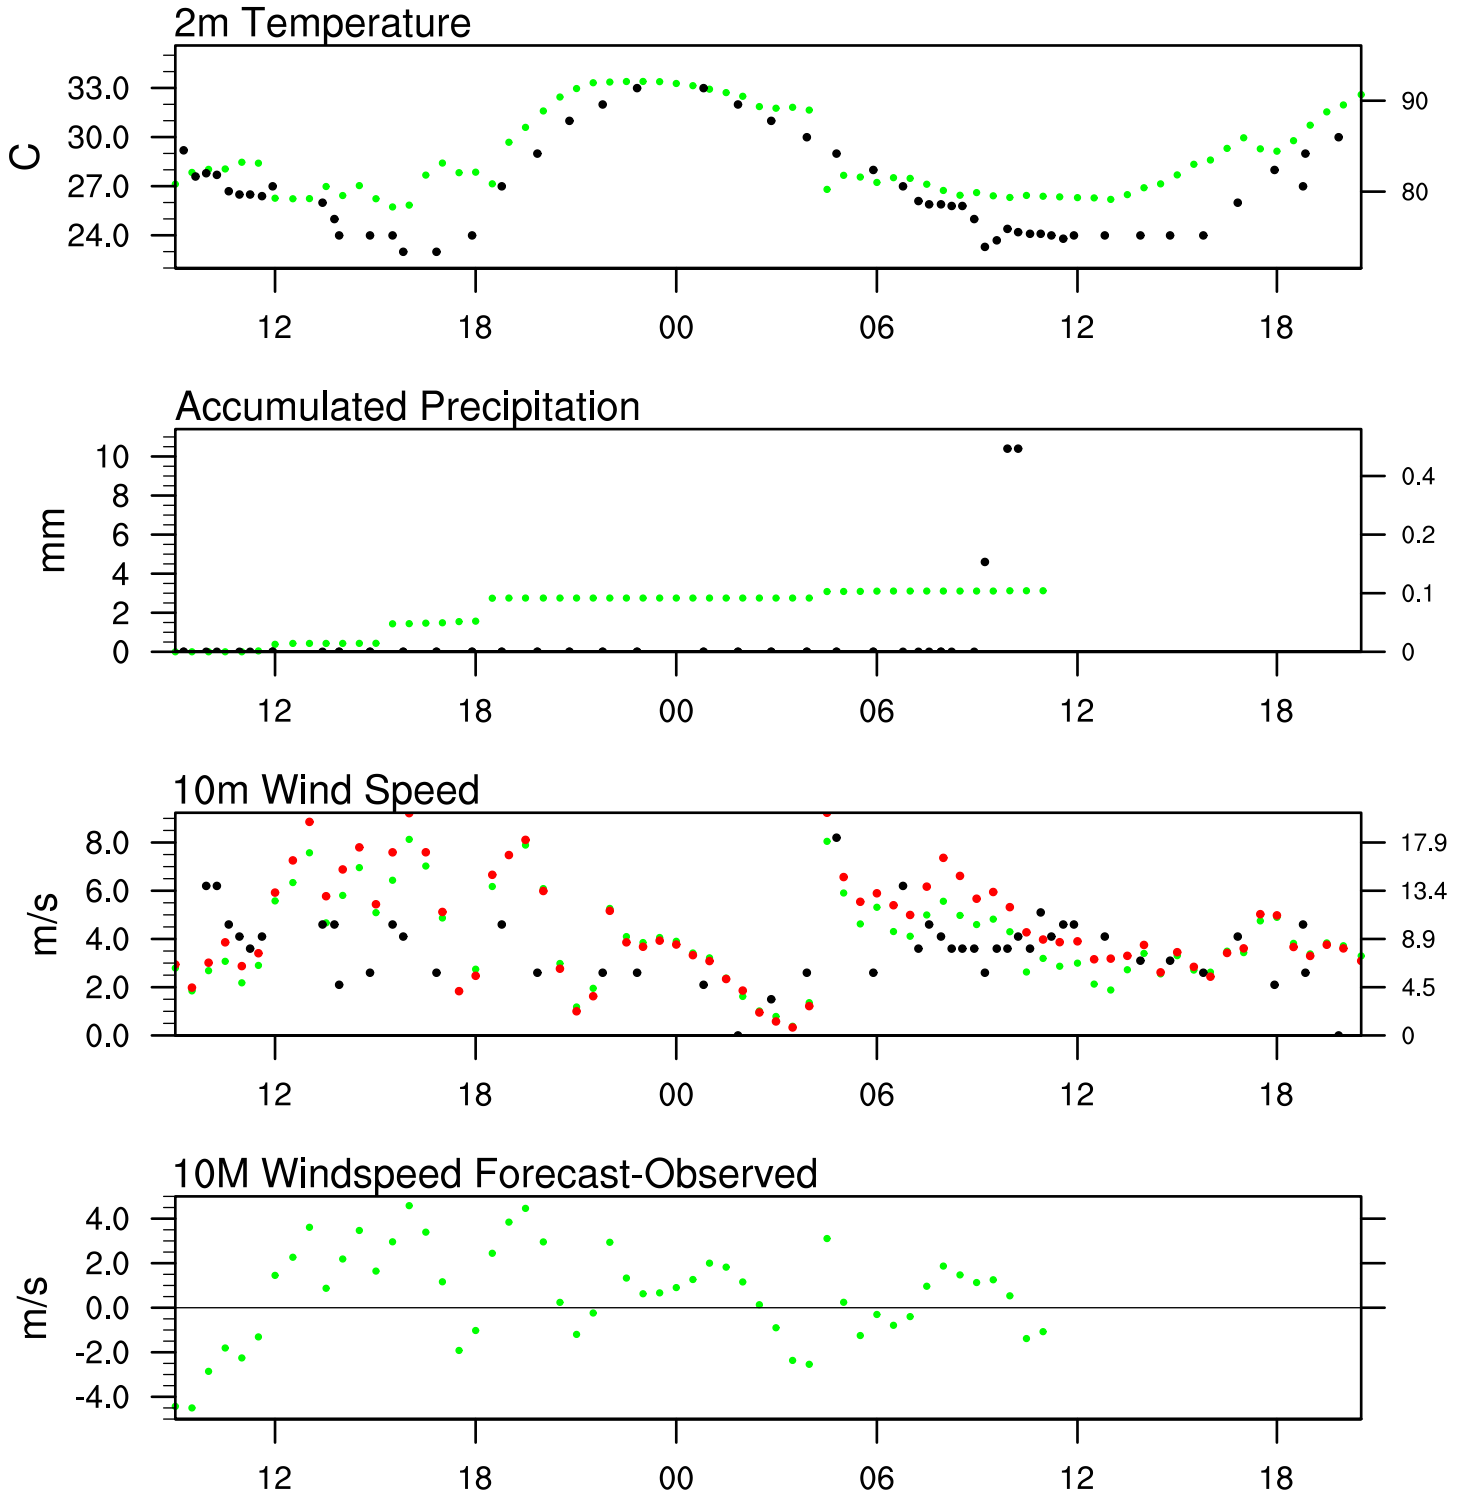 2m Temperature
33.0
30.0
27.0
24.0
C
90
80
12 18 00 06 12 18
Accumulated Precipitation
10
8
6
4
2
0
mm
0.4
0.2
0.1
0
12 18 00 06 12 18
10m Wind Speed
8.0
6.0
4.0
2.0
0.0
m/s
17.9
13.4
8.9
4.5
0
12 18 00 06 12 18
10M Windspeed Forecast-Observed
4.0
2.0
0.0
-2.0
-4.0
m/s
12 18 00 06 12 18